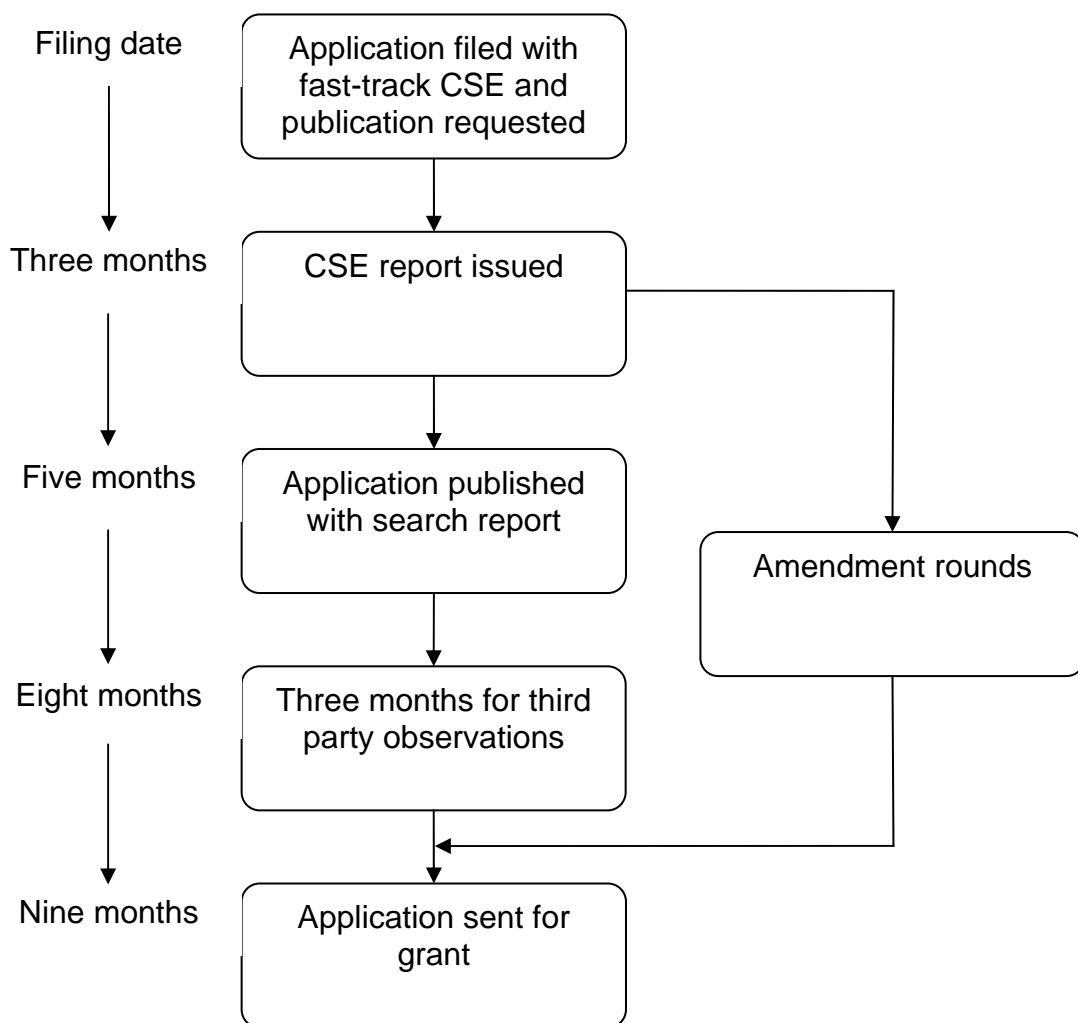 Filing date
Application filed with
fast-track CSE and
publication requested
Three months
CSE report issued
Five months
Application published
with search report
Amendment rounds
Eight months
Three months for third
party observations
Nine months
Application sent for
grant